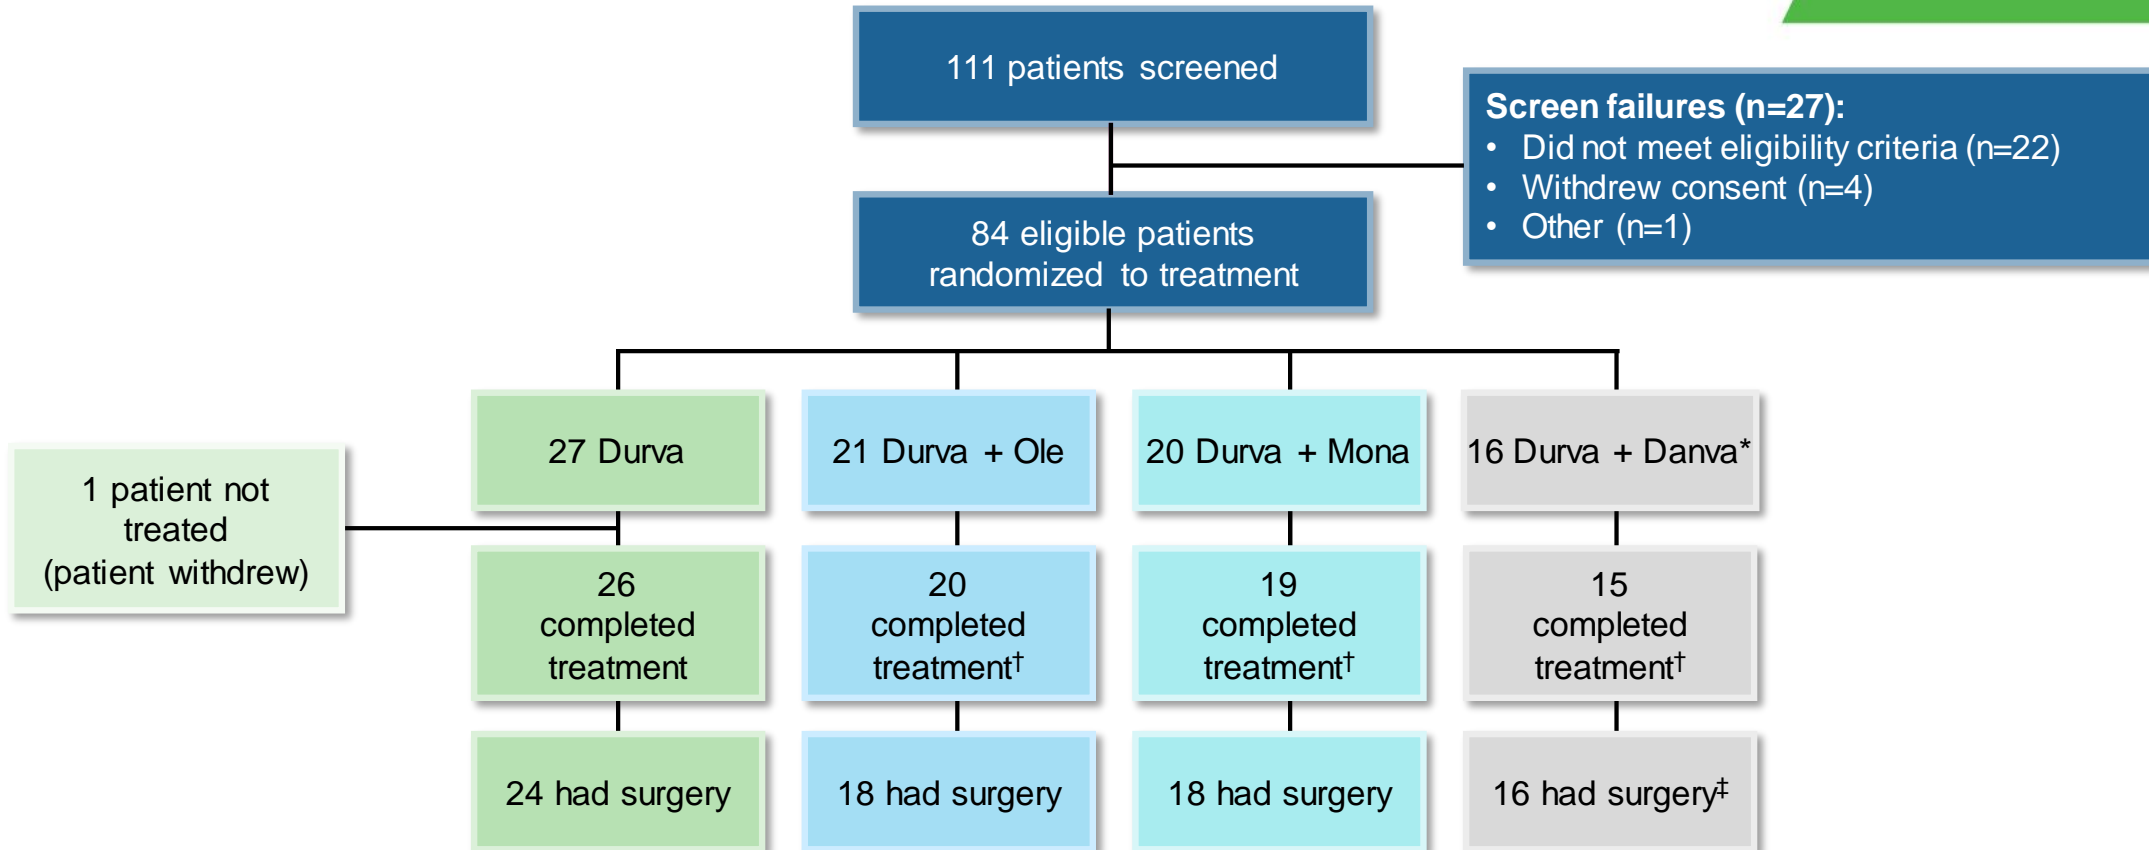 111 patients screened
Screen failures (n=27):
• Did not meet eligibility criteria (n=22)
• Withdrew consent (n=4)
• Other (n=1)
84 eligible patients
randomized to treatment
27 Durva
21 Durva + Ole
20 Durva + Mona
16 Durva + Danva*
1 patient not
treated
(patient withdrew)
26
completed
treatment
20
completed
treatment†
19
completed
treatment†
15
completed
treatment†
24 had surgery
18 had surgery
18 had surgery
16 had surgery‡